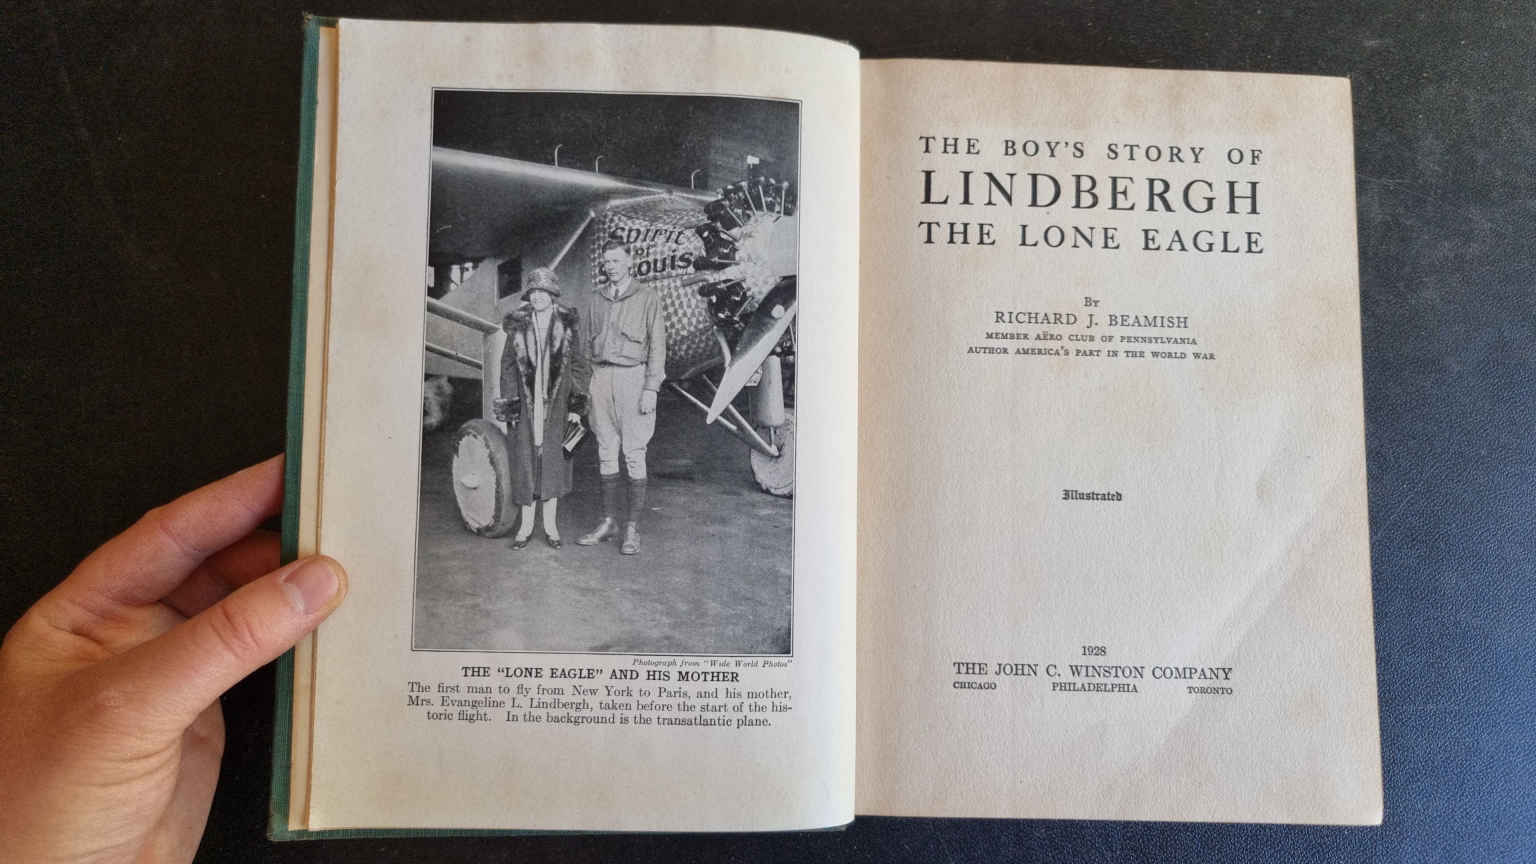 Spirit
of
St. Louis
Photograph from "Wide World Photos"
THE "LONE EAGLE" AND HIS MOTHER
The first man to fly from New York to Paris, and his mother,
Mrs. Evangeline L. Lindbergh, taken before the start of the his-
toric flight. In the background is the transatlantic plane.
THE BOY'S STORY OF
LINDBERGH
THE LONE EAGLE
By
RICHARD J. BEAMISH
MEMBER AËRO CLUB OF PENNSYLVANIA
AUTHOR AMERICA'S PART IN THE WORLD WAR
Illustrated
1928
THE JOHN C. WINSTON COMPANY
CHICAGO PHILADELPHIA TORONTO